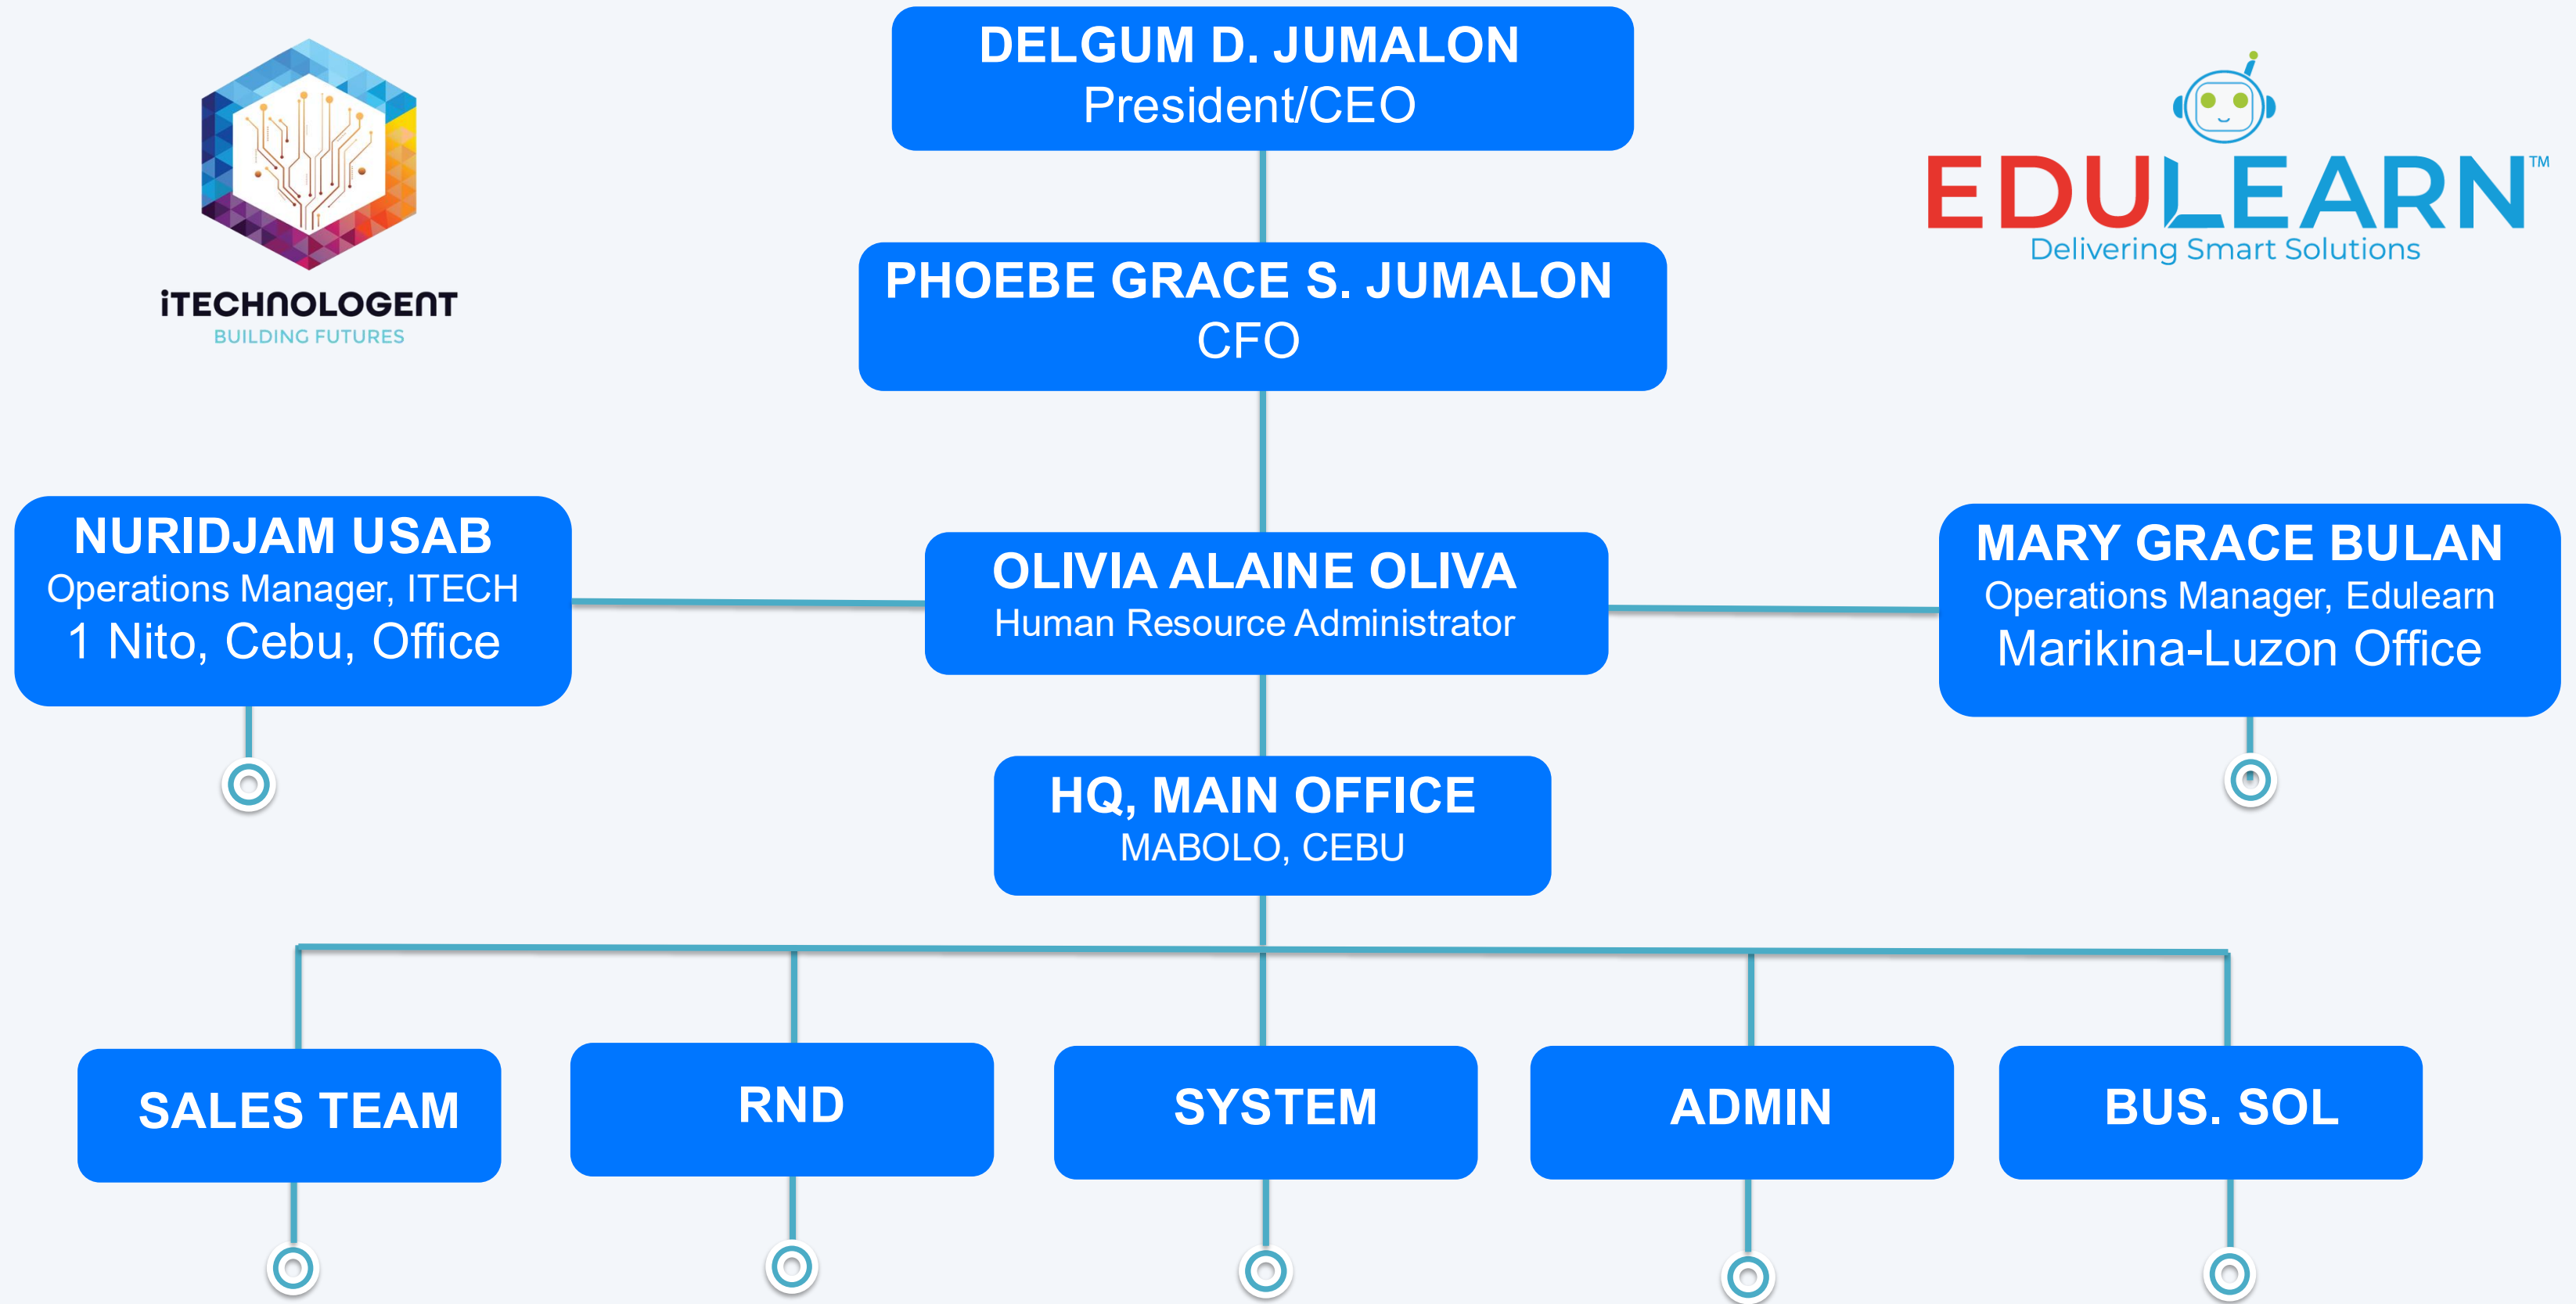 DELGUM D. JUMALON
President/CEO
iTECHNOLOGENT
BUILDING FUTURES
EDULEARN™
Delivering Smart Solutions
PHOEBE GRACE S. JUMALON
CFO
NURIDJAM USAB
Operations Manager, ITECH
1 Nito, Cebu, Office
OLIVIA ALAINE OLIVA
Human Resource Administrator
MARY GRACE BULAN
Operations Manager, Edulearn
Marikina-Luzon Office
HQ, MAIN OFFICE
MABOLO, CEBU
SALES TEAM
RND
SYSTEM
ADMIN
BUS. SOL